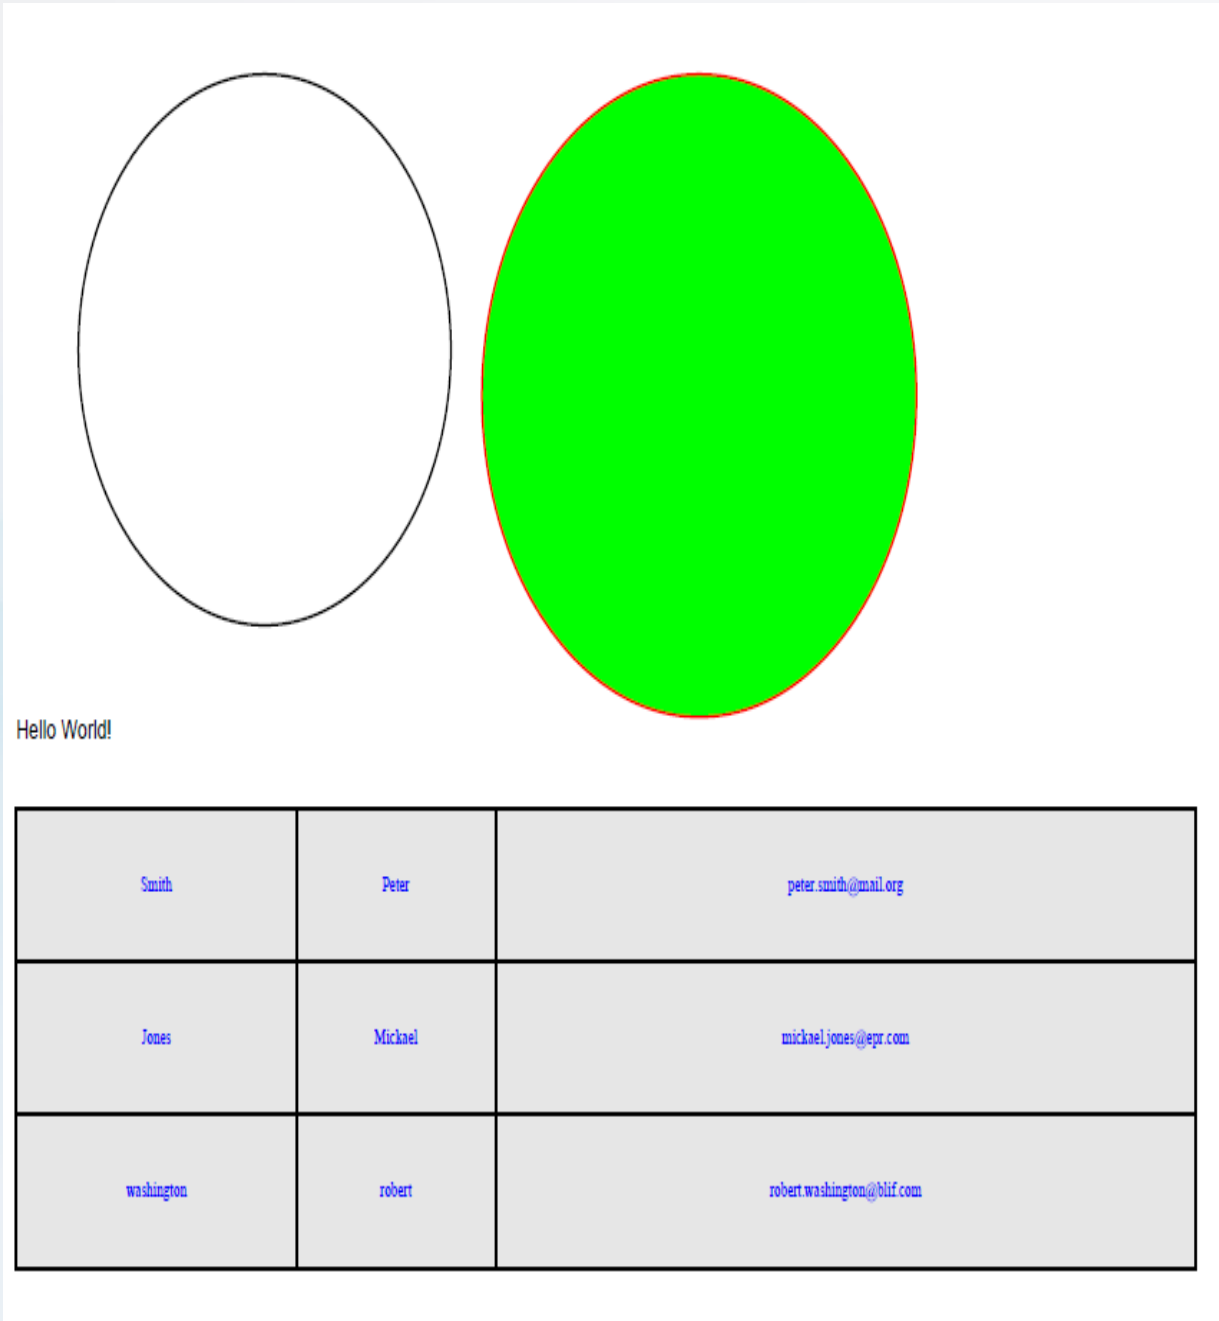 Hello World!
Smith Peter peter.smith@mail.org
Jones Mickael mickael.jones@epr.com
washington robert robert.washington@blif.com